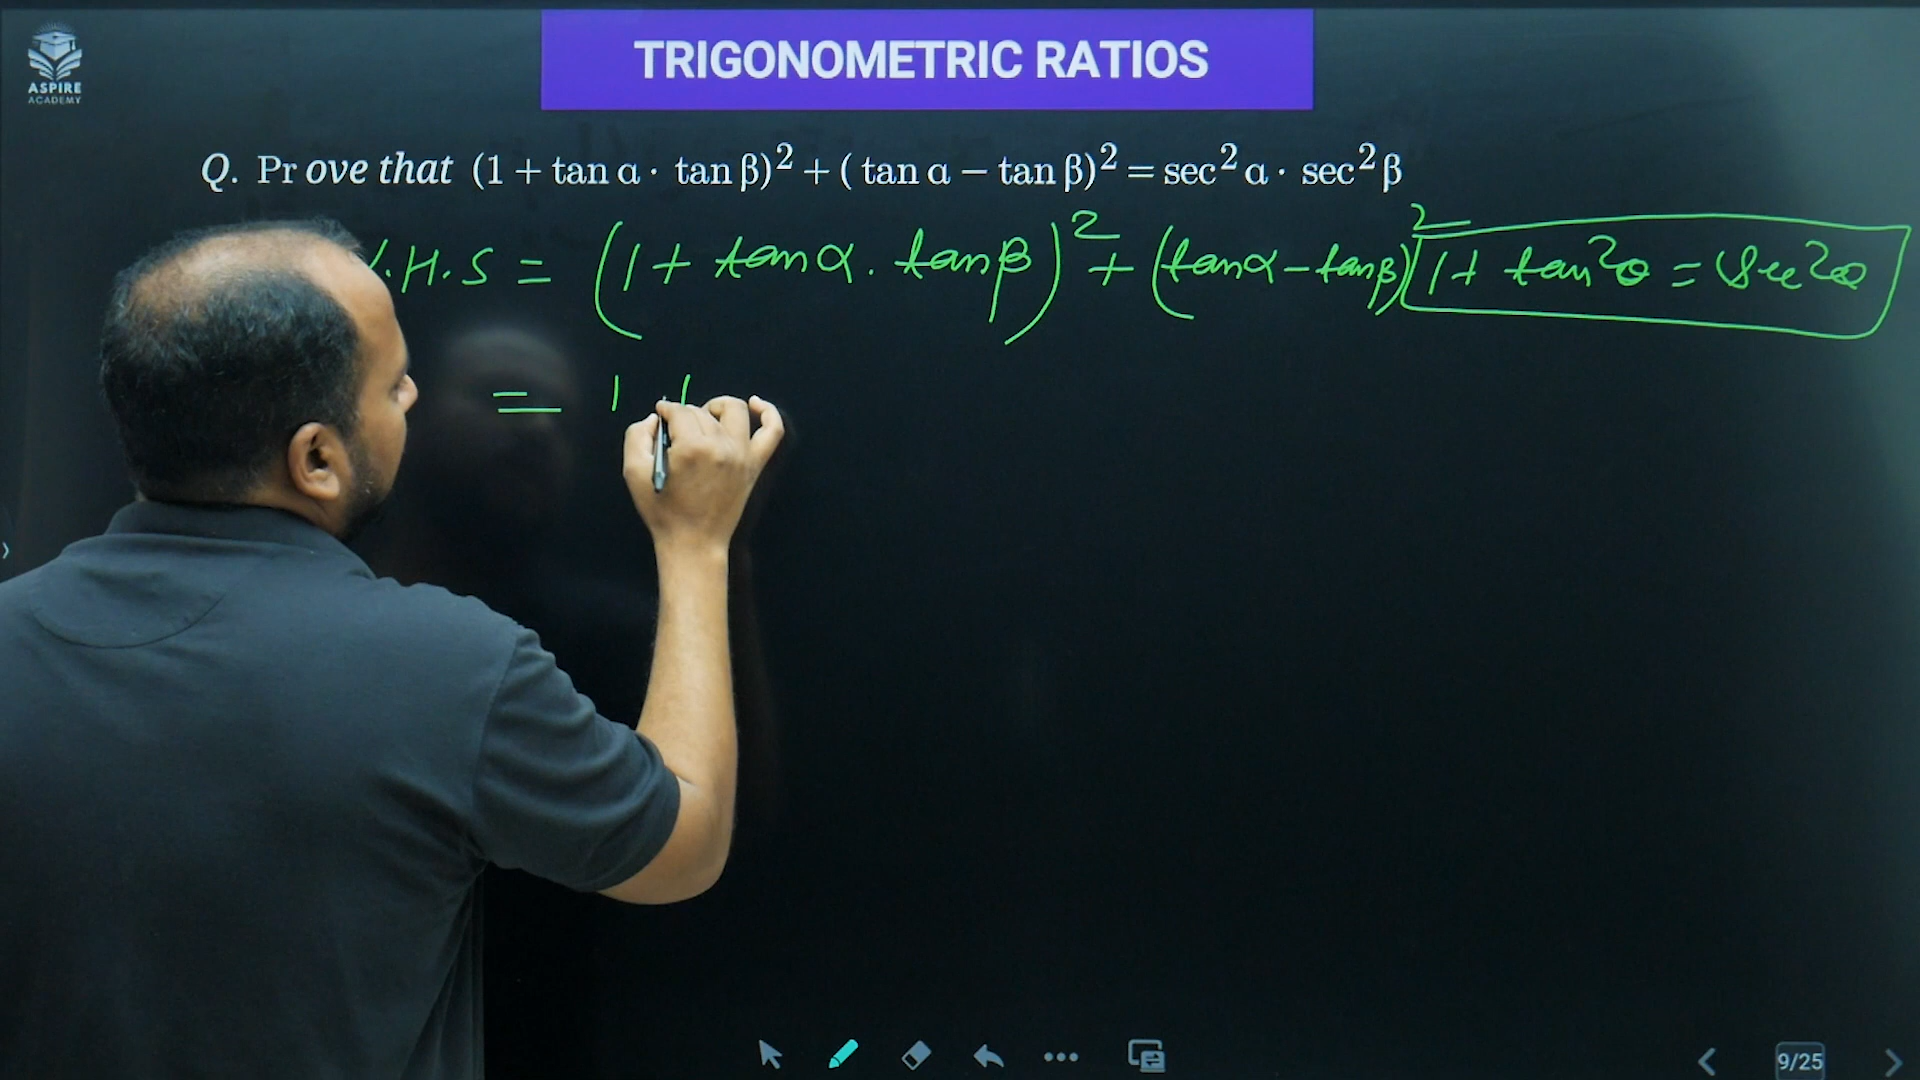 ASPIRE
ACADEMY
TRIGONOMETRIC RATIOS
Q. Pr ove that (1 + tan α · tan β)² + ( tan α − tan β)² = sec² α · sec² β
L.H.S = (1 + tanα . tanβ)² + (tanα − tanβ)² 1 + tan²θ = sec²θ
= 1 +
9/25